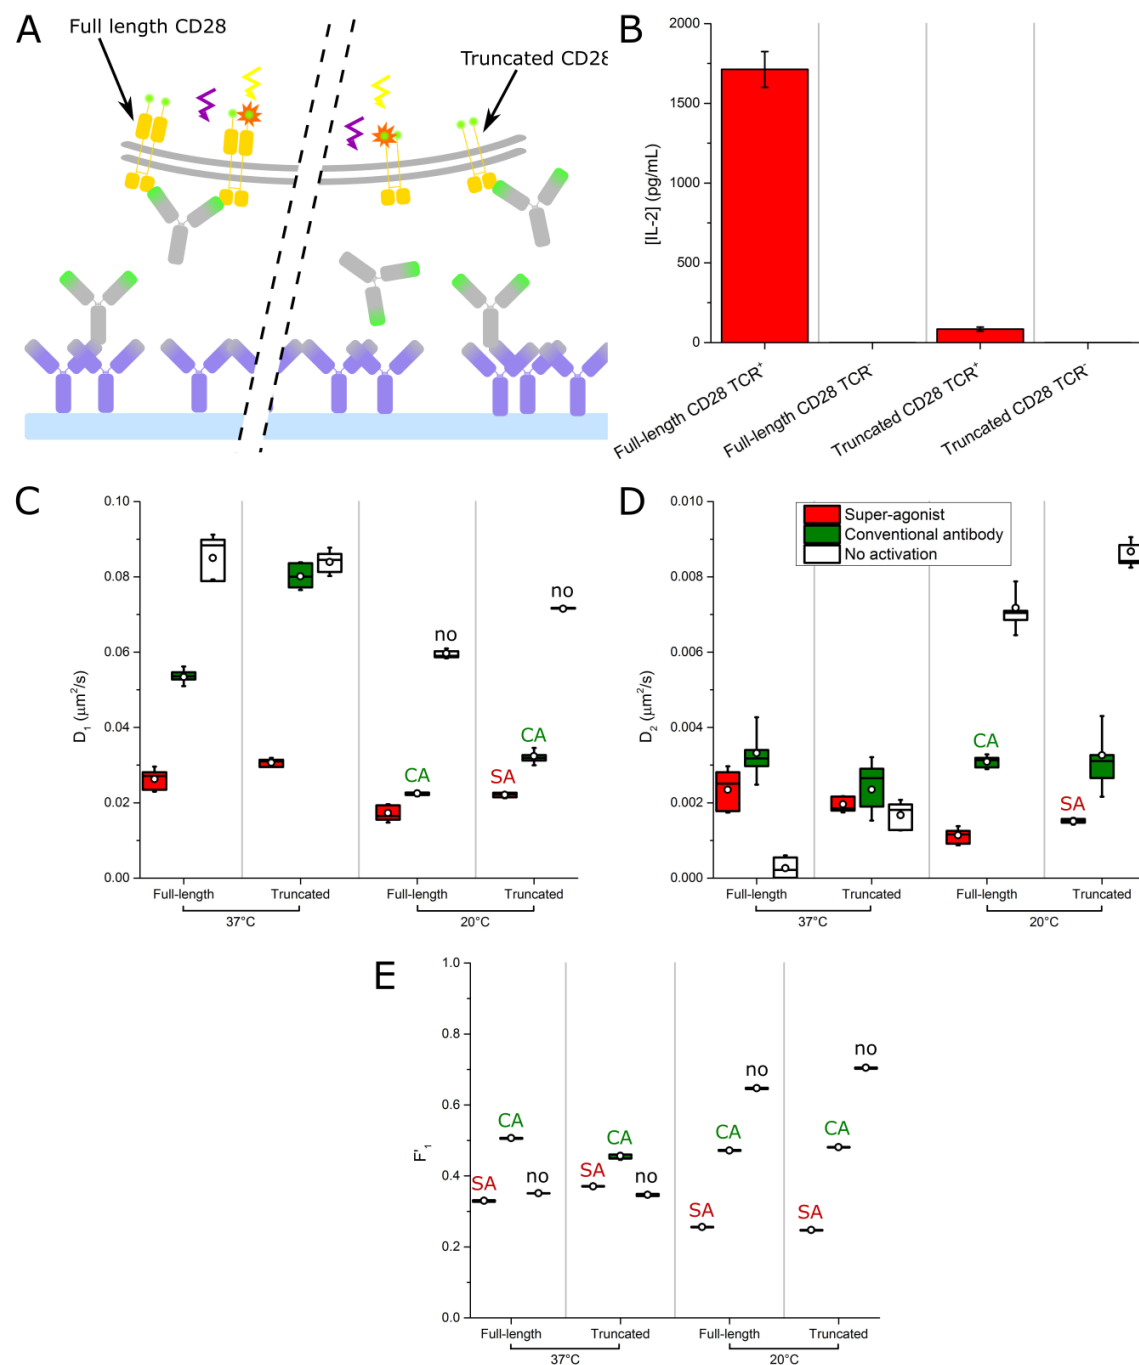 A
Full length CD28
Truncated CD28
B
2000
1500
1000
500
0
[IL-2] (pg/mL)
Full-length CD28 TCR⁺
Full-length CD28 TCR⁻
Truncated CD28 TCR⁺
Truncated CD28 TCR⁻
C
0.10
0.08
0.06
0.04
0.02
0.00
D₁ (μm²/s)
no
no
CA
SA
CA
Full-length
Truncated
Full-length
Truncated
37°C
20°C
D
0.010
0.008
0.006
0.004
0.002
0.000
D₂ (μm²/s)
Super-agonist
Conventional antibody
No activation
CA
SA
Full-length
Truncated
Full-length
Truncated
37°C
20°C
E
1.0
0.8
0.6
0.4
0.2
0.0
F'₁
SA
CA
no
SA
CA
no
SA
CA
no
SA
CA
no
Full-length
Truncated
Full-length
Truncated
37°C
20°C